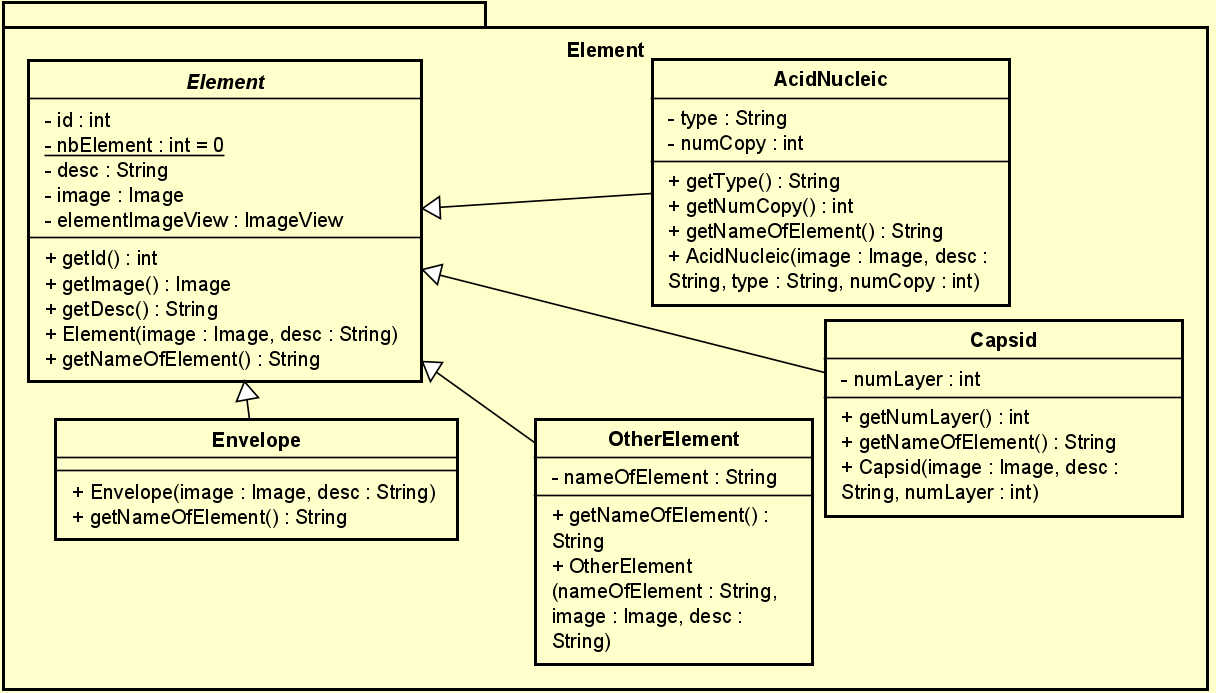 Element
Element
- id : int
- nbElement : int = 0
- desc : String
- image : Image
- elementImageView : ImageView
+ getId() : int
+ getImage() : Image
+ getDesc() : String
+ Element(image : Image, desc : String)
+ getNameOfElement() : String
AcidNucleic
- type : String
- numCopy : int
+ getType() : String
+ getNumCopy() : int
+ getNameOfElement() : String
+ AcidNucleic(image : Image, desc :
String, type : String, numCopy : int)
Capsid
- numLayer : int
+ getNumLayer() : int
+ getNameOfElement() : String
+ Capsid(image : Image, desc :
String, numLayer : int)
Envelope
+ Envelope(image : Image, desc : String)
+ getNameOfElement() : String
OtherElement
- nameOfElement : String
+ getNameOfElement() :
String
+ OtherElement
(nameOfElement : String,
image : Image, desc :
String)